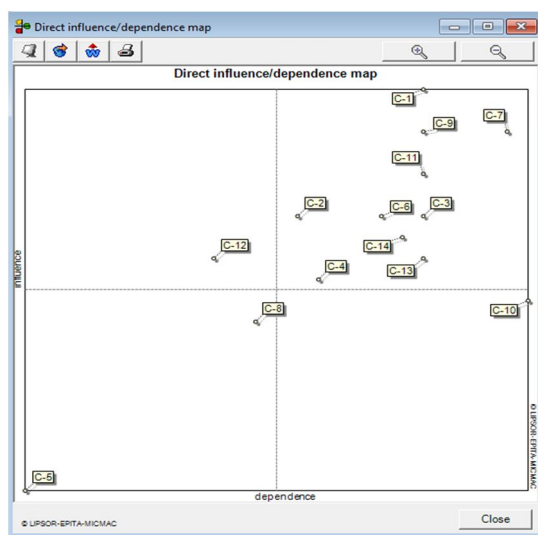 Direct influence/dependence map
Direct influence/dependence map
C-1
C-7
C-9
C-11
C-2
C-6
C-3
C-12
C-14
C-4
C-13
influence
C-8
C-10
C-5
© LIPSOR-EPITA-MICMAC
dependence
© LIPSOR-EPITA-MICMAC
Close